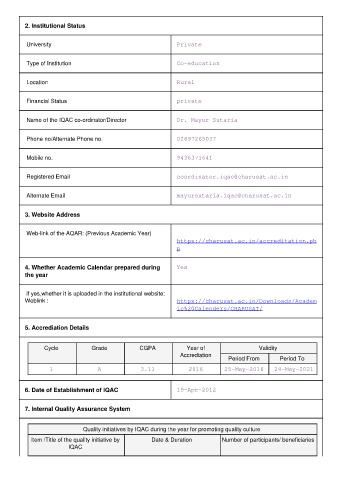 2. Institutional Status
University Private
Type of Institution Co-education
Location Rural
Financial Status private
Name of the IQAC co-ordinator/Director Dr. Mayur Sutaria
Phone no/Alternate Phone no. 02697265037
Mobile no. 9436371641
Registered Email coordinator.iqac@charusat.ac.in
Alternate Email mayursutaria.iqac@charusat.ac.in
3. Website Address
Web-link of the AQAR: (Previous Academic Year)
https://charusat.ac.in/accreditation.ph
p
4. Whether Academic Calendar prepared during Yes
the year
if yes,whether it is uploaded in the institutional website:
Weblink :
https://charusat.ac.in/Downloads/Academ
ic%20Calenders/CHARUSAT/
5. Accrediation Details
Cycle Grade CGPA Year of Validity
Accrediation
Period From Period To
1 A 3.11 2016 25-May-2016 24-May-2021
6. Date of Establishment of IQAC 19-Apr-2012
7. Internal Quality Assurance System
Quality initiatives by IQAC during the year for promoting quality culture
Item /Title of the quality initiative by Date & Duration Number of participants/ beneficiaries
IQAC